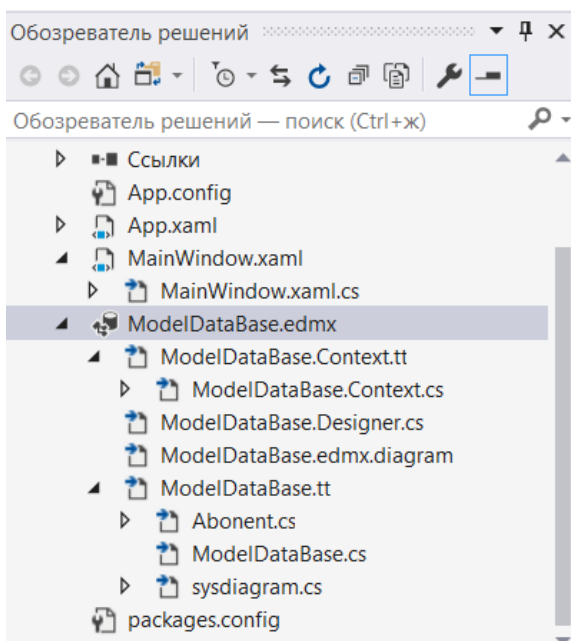 Обозреватель решений
Обозреватель решений — поиск (Ctrl+ж)
Ссылки
App.config
App.xaml
MainWindow.xaml
MainWindow.xaml.cs
ModelDataBase.edmx
ModelDataBase.Context.tt
ModelDataBase.Context.cs
ModelDataBase.Designer.cs
ModelDataBase.edmx.diagram
ModelDataBase.tt
Abonent.cs
ModelDataBase.cs
sysdiagram.cs
packages.config